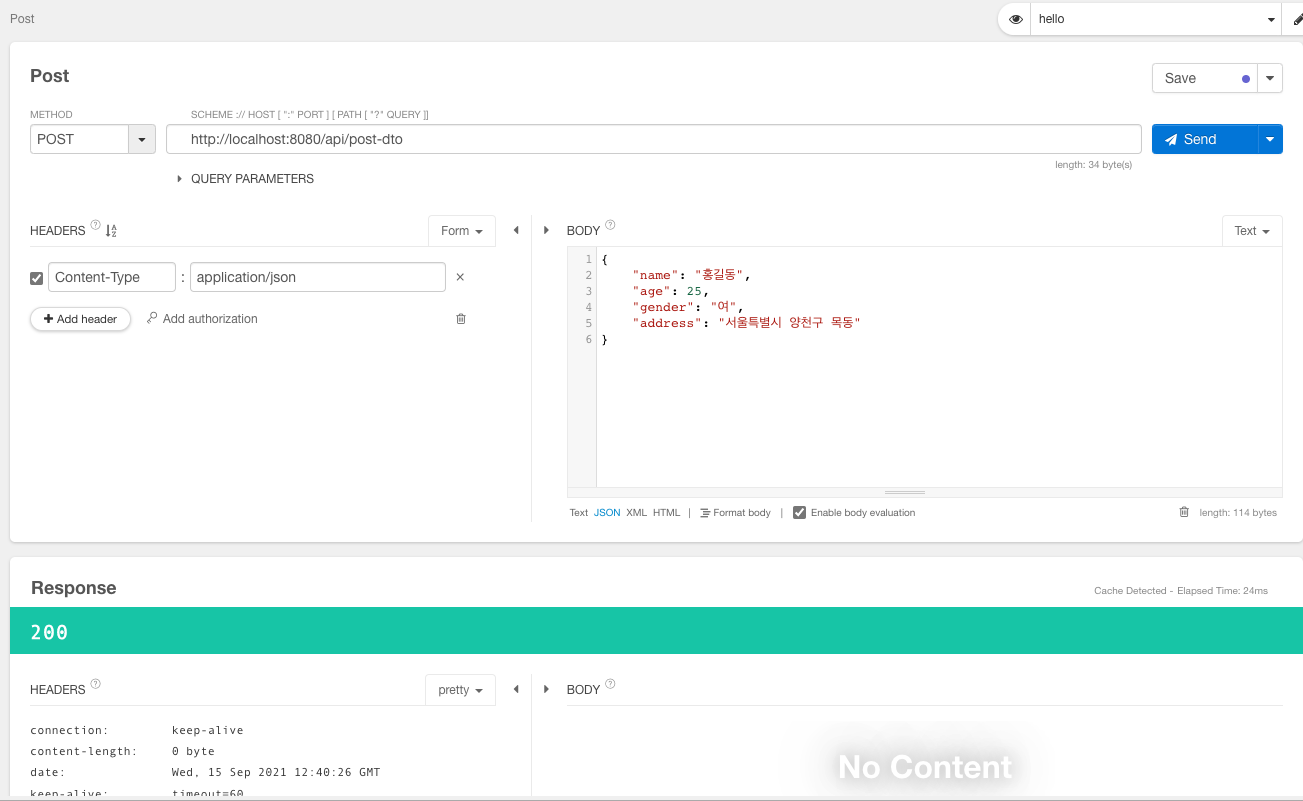 Post
hello
Post
Save
METHOD
SCHEME :// HOST [ ":" PORT ] [ PATH [ "?" QUERY ]]
POST
http://localhost:8080/api/post-dto
Send
length: 34 byte(s)
QUERY PARAMETERS
HEADERS ?
Form
BODY ?
Text
Content-Type : application/json ×
+ Add header
Add authorization
1 {
2 "name": "홍길동",
3 "age": 25,
4 "gender": "여",
5 "address": "서울특별시 양천구 목동"
6 }
Text JSON XML HTML | Format body | Enable body evaluation
length: 114 bytes
Response
Cache Detected - Elapsed Time: 24ms
200
HEADERS ?
pretty
BODY ?
connection: keep-alive
content-length: 0 byte
date: Wed, 15 Sep 2021 12:40:26 GMT
keep-alive: timeout=60
No Content